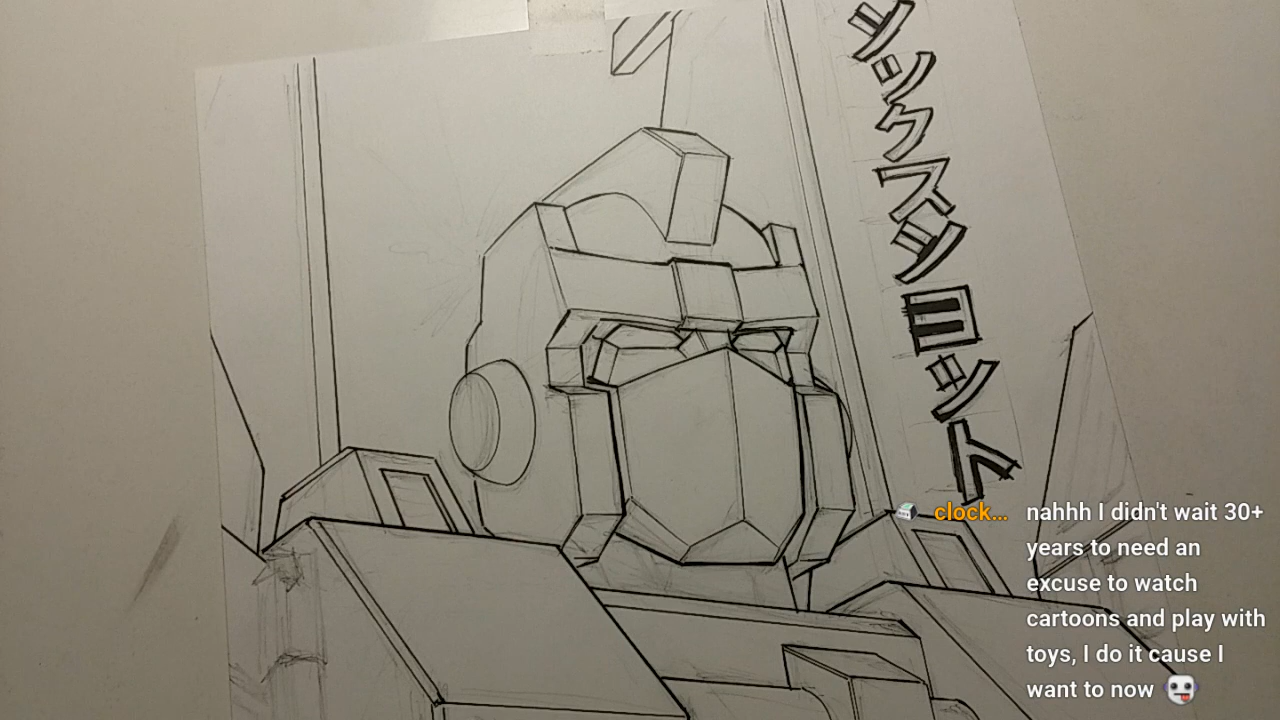 シックスショット
clock…
nahhh I didn't wait 30+
years to need an
excuse to watch
cartoons and play with
toys, I do it cause I
want to now